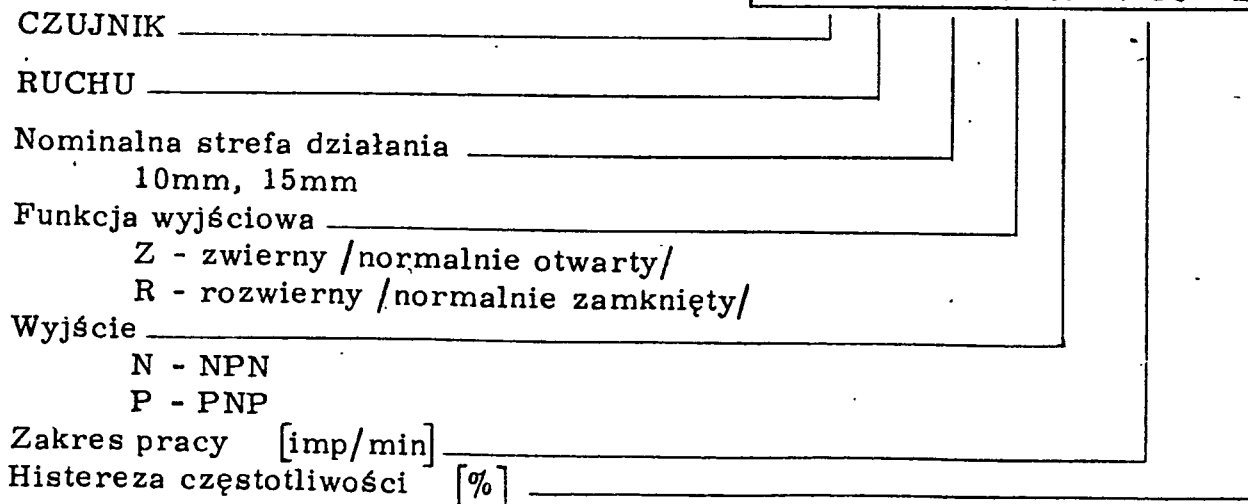 CZUJNIK
RUCHU
Nominalna strefa działania
10mm, 15mm
Funkcja wyjściowa
Z - zwierny /normalnie otwarty/
R - rozwierny /normalnie zamknięty/
Wyjście
N - NPN
P - PNP
Zakres pracy [imp/min]
Histereza częstotliwości [%]